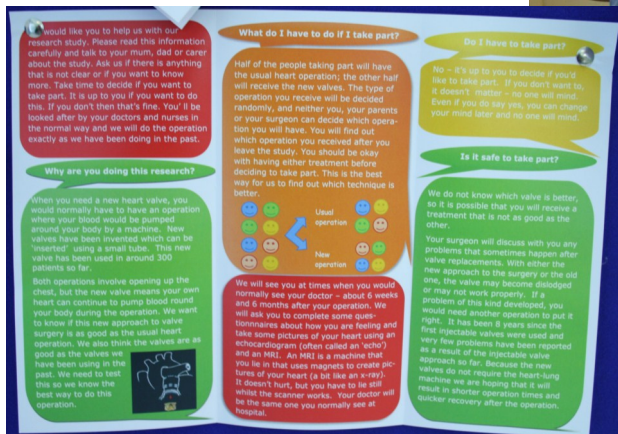 would like you to help us with our
research study. Please read this information
carefully and talk to your mum, dad or carer
about the study. Ask us if there is anything
that is not clear or if you want to know
more. Take time to decide if you want to
take part. It is up to you if you want to do
this. If you don't then that's fine. You' ll be
looked after by your doctors and nurses in
the normal way and we will do the operation
exactly as we have been doing in the past.
Why are you doing this research?
When you need a new heart valve, you
would normally have to have an operation
where your blood would be pumped
around your body by a machine. New
valves have been invented which can be
'inserted' using a small tube. This new
valve has been used in around 300
patients so far.
Both operations involve opening up the
chest, but the new valve means your own
heart can continue to pump blood round
your body during the operation. We want
to know if this new approach to valve
surgery is as good as the usual heart
operation. We also think the valves are as
good as the valves we
have been using in the
past. We need to test
this so we know the
best way to do this
operation.
What do I have to do if I take part?
Half of the people taking part will have
the usual heart operation; the other half
will receive the new valves. The type of
operation you receive will be decided
randomly, and neither you, your parents
or your surgeon can decide which opera-
tion you will have. You will find out
which operation you received after you
leave the study. You should be okay
with having either treatment before
deciding to take part. This is the best
way for us to find out which technique is
better.
Usual
operation
New
operation
We will see you at times when you would
normally see your doctor – about 6 weeks
and 6 months after your operation. We
will ask you to complete some ques-
tionnnaires about how you are feeling and
take some pictures of your heart using an
echocardiogram (often called an 'echo')
and an MRI. An MRI is a machine that
you lie in that uses magnets to create pic-
tures of your heart (a bit like an x-ray).
It doesn't hurt, but you have to lie still
whilst the scanner works. Your doctor will
be the same one you normally see at
hospital.
Do I have to take part?
No – it's up to you to decide if you'd
like to take part. If you don't want to,
it doesn't matter – no one will mind.
Even if you do say yes, you can change
your mind later and no one will mind.
Is it safe to take part?
We do not know which valve is better,
so it is possible that you will receive a
treatment that is not as good as the
other.
Your surgeon will discuss with you any
problems that sometimes happen after
valve replacements. With either the
new approach to the surgery or the old
one, the valve may become dislodged
or may not work properly. If a
problem of this kind developed, you
would need another operation to put it
right. It has been 8 years since the
first injectable valves were used and
very few problems have been reported
as a result of the injectable valve
approach so far. Because the new
valves do not require the heart-lung
machine we are hoping that it will
result in shorter operation times and
quicker recovery after the operation.